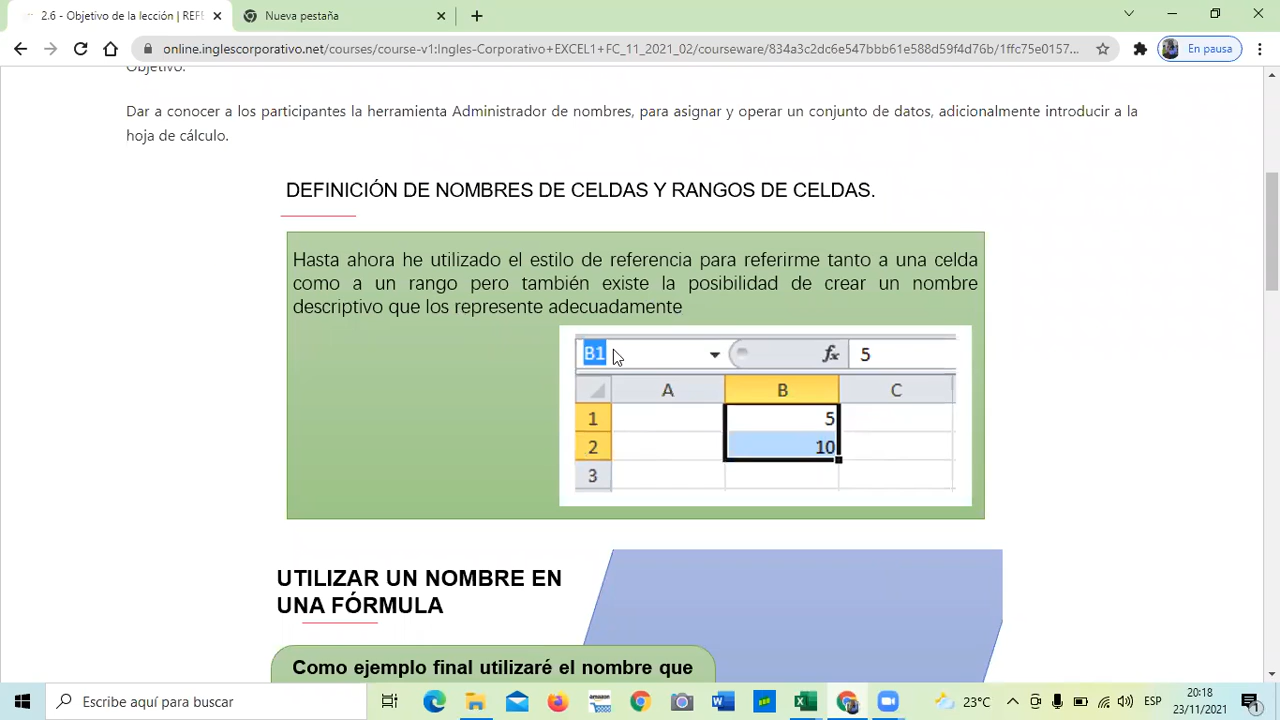 2.6 - Objetivo de la lección | REFE
Nueva pestaña
online.inglescorporativo.net/courses/course-v1:Ingles-Corporativo+EXCEL1+FC_11_2021_02/courseware/834a3c2dc6e547bbb61e588d59f4d76b/1ffc75e0157...
En pausa
Objetivo.
Dar a conocer a los participantes la herramienta Administrador de nombres, para asignar y operar un conjunto de datos, adicionalmente introducir a la
hoja de cálculo.
DEFINICIÓN DE NOMBRES DE CELDAS Y RANGOS DE CELDAS.
Hasta ahora he utilizado el estilo de referencia para referirme tanto a una celda
como a un rango pero también existe la posibilidad de crear un nombre
descriptivo que los represente adecuadamente
B1 fx 5
A B C
1 5
2 10
3
UTILIZAR UN NOMBRE EN
UNA FÓRMULA
Como ejemplo final utilizaré el nombre que
Escribe aquí para buscar
23°C
ESP
20:18
23/11/2021
1